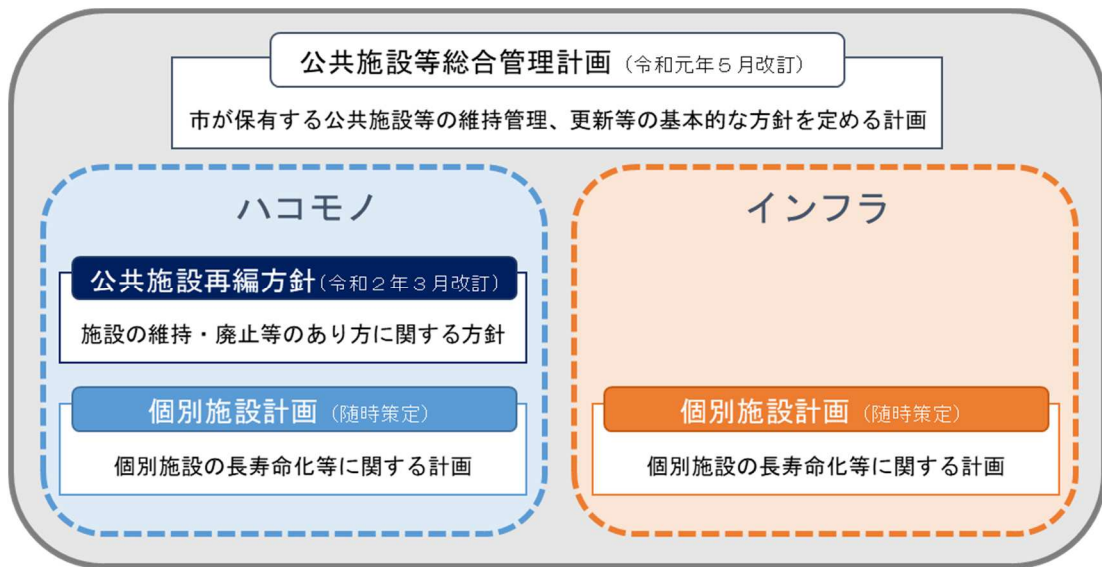 公共施設等総合管理計画（令和元年５月改訂）
市が保有する公共施設等の維持管理、更新等の基本的な方針を定める計画
ハコモノ
公共施設再編方針(令和２年３月改訂)
施設の維持・廃止等のあり方に関する方針
個別施設計画（随時策定）
個別施設の長寿命化等に関する計画
インフラ
個別施設計画（随時策定）
個別施設の長寿命化等に関する計画